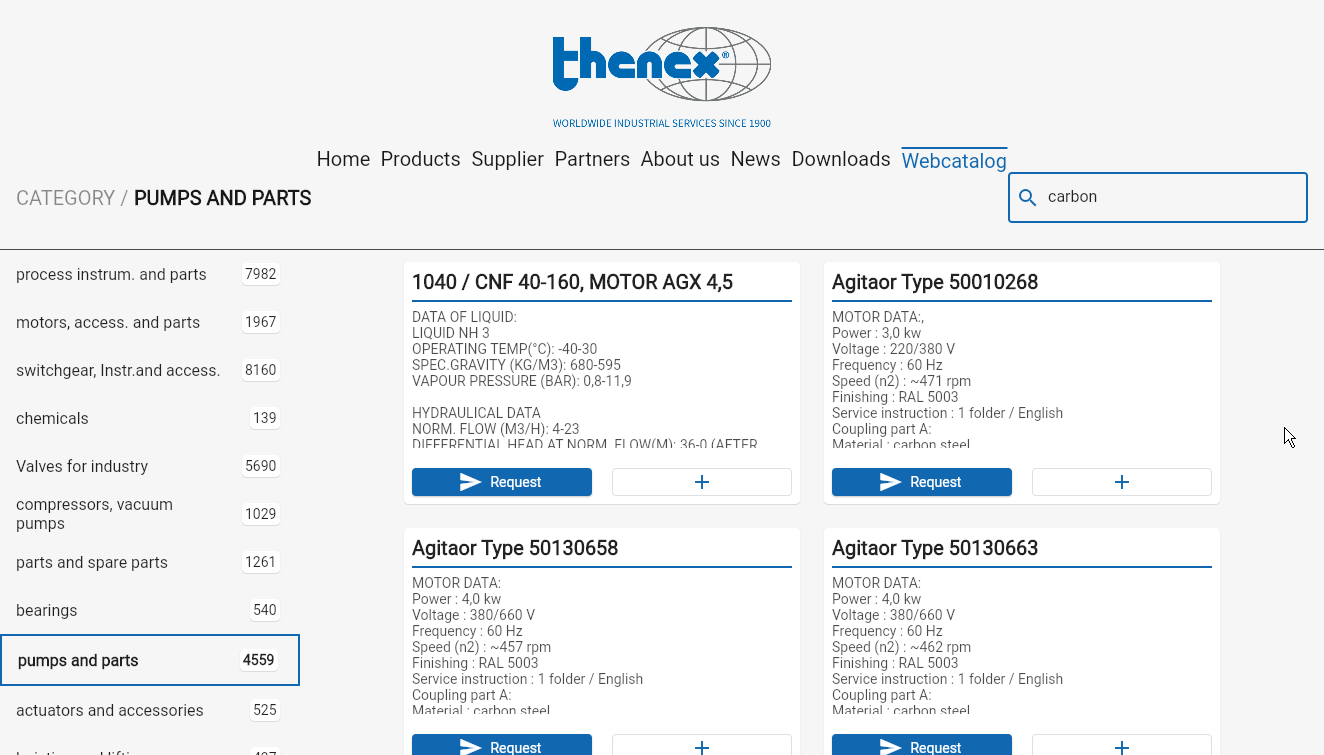 thenex®
WORLDWIDE INDUSTRIAL SERVICES SINCE 1900
Home Products Supplier Partners About us News Downloads Webcatalog
CATEGORY / PUMPS AND PARTS
carbon
process instrum. and parts 7982
motors, access. and parts 1967
switchgear, Instr.and access. 8160
chemicals 139
Valves for industry 5690
compressors, vacuum
pumps 1029
parts and spare parts 1261
bearings 540
pumps and parts 4559
actuators and accessories 525
1040 / CNF 40-160, MOTOR AGX 4,5
DATA OF LIQUID:
LIQUID NH 3
OPERATING TEMP(°C): -40-30
SPEC.GRAVITY (KG/M3): 680-595
VAPOUR PRESSURE (BAR): 0,8-11,9
HYDRAULICAL DATA
NORM. FLOW (M3/H): 4-23
DIFFERENTIAL HEAD AT NORM. FLOW(M): 36-0 (AFTER
Request
Agitaor Type 50010268
MOTOR DATA:,
Power : 3,0 kw
Voltage : 220/380 V
Frequency : 60 Hz
Speed (n2) : ~471 rpm
Finishing : RAL 5003
Service instruction : 1 folder / English
Coupling part A:
Material : carbon steel
Request
Agitaor Type 50130658
MOTOR DATA:
Power : 4,0 kw
Voltage : 380/660 V
Frequency : 60 Hz
Speed (n2) : ~457 rpm
Finishing : RAL 5003
Service instruction : 1 folder / English
Coupling part A:
Material : carbon steel
Request
Agitaor Type 50130663
MOTOR DATA:
Power : 4,0 kw
Voltage : 380/660 V
Frequency : 60 Hz
Speed (n2) : ~462 rpm
Finishing : RAL 5003
Service instruction : 1 folder / English
Coupling part A:
Material : carbon steel
Request